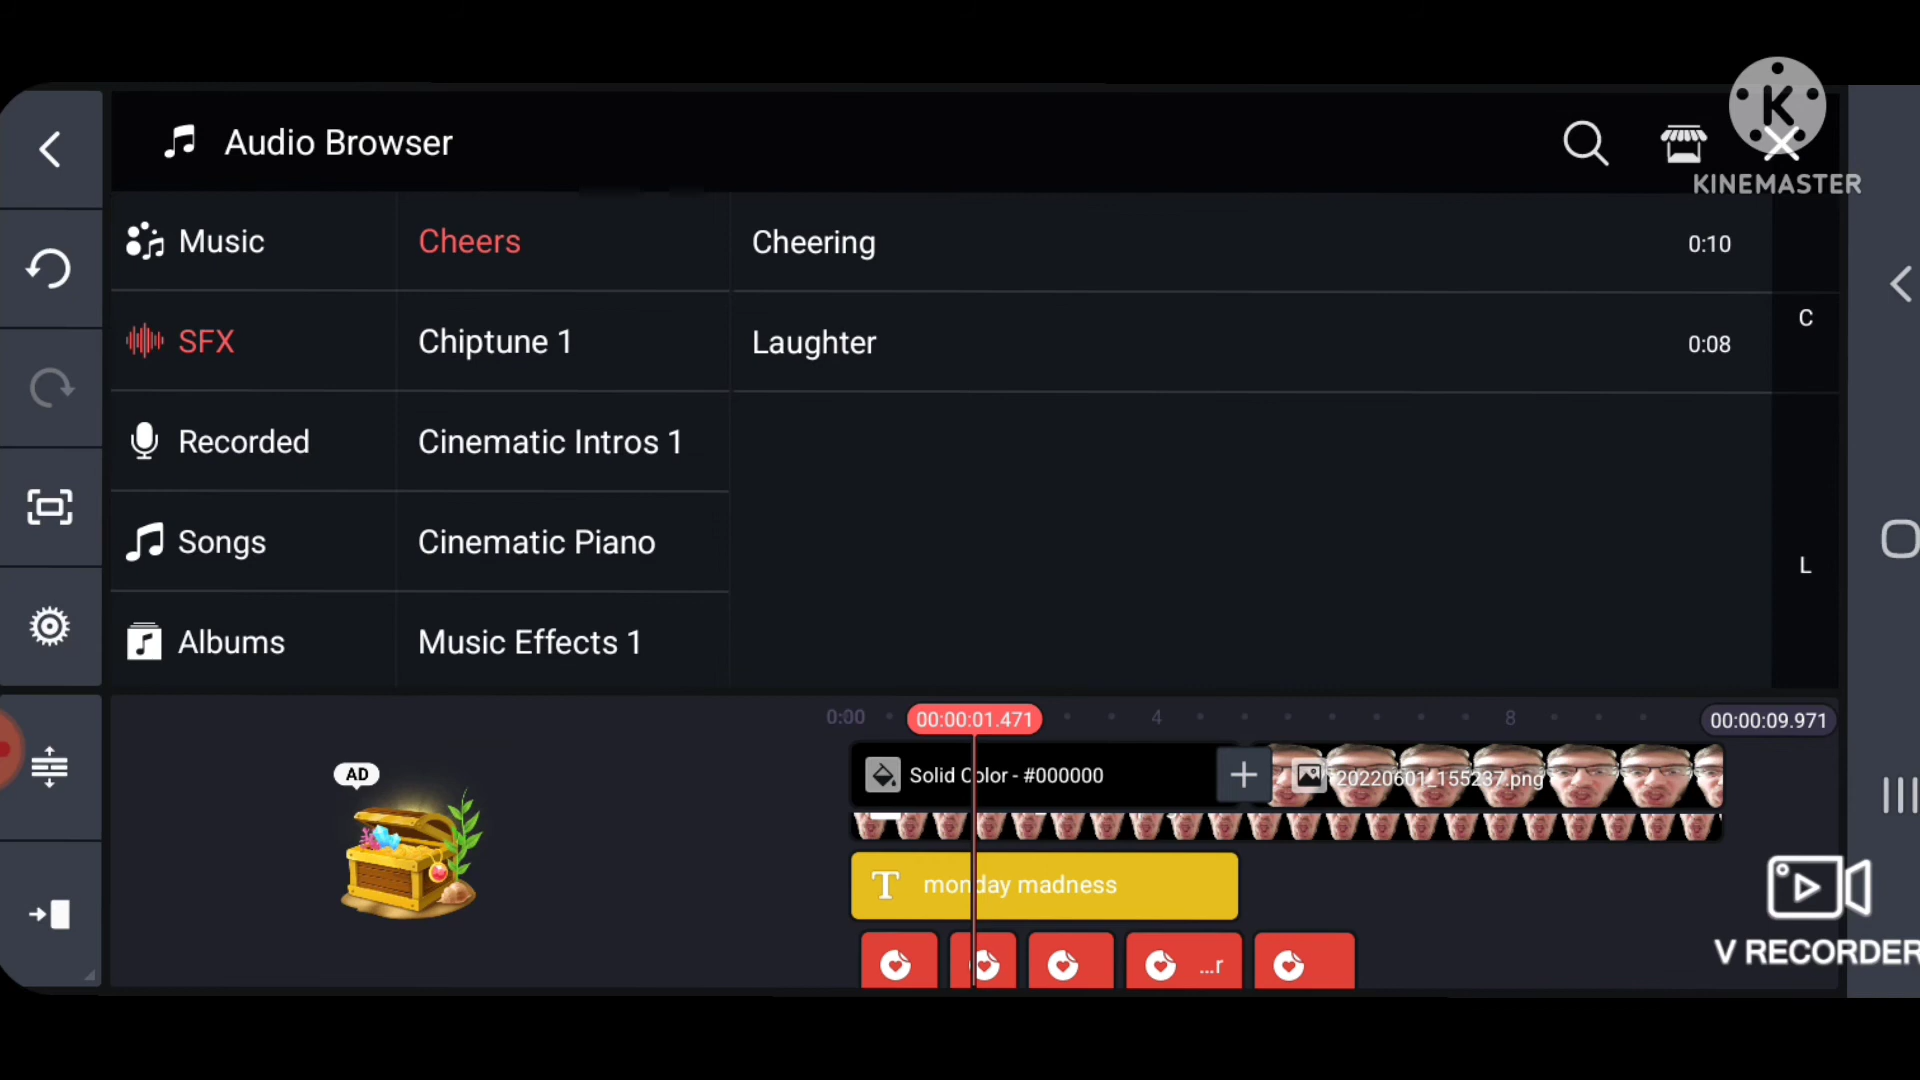 Audio Browser
KINEMASTER
Music
Cheers
Cheering
0:10
SFX
Chiptune 1
Laughter
0:08
C
Recorded
Cinematic Intros 1
Songs
Cinematic Piano
L
Albums
Music Effects 1
0:00
00:00:01.471
4
8
00:00:09.971
AD
Solid Color - #000000
20220601_155237.png
T monday madness
...r
V RECORDER